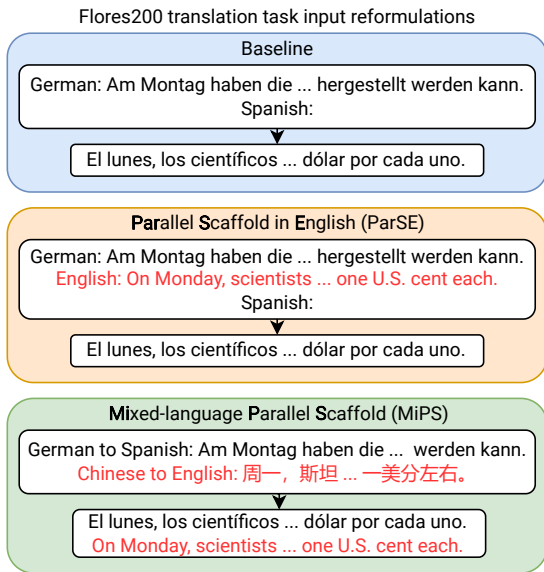 Flores200 translation task input reformulations
Baseline
German: Am Montag haben die ... hergestellt werden kann.
Spanish:
El lunes, los científicos ... dólar por cada uno.
Parallel Scaffold in English (ParSE)
German: Am Montag haben die ... hergestellt werden kann.
English: On Monday, scientists ... one U.S. cent each.
Spanish:
El lunes, los científicos ... dólar por cada uno.
Mixed-language Parallel Scaffold (MiPS)
German to Spanish: Am Montag haben die ... werden kann.
Chinese to English: 周一，斯坦 ... 一美分左右。
El lunes, los científicos ... dólar por cada uno.
On Monday, scientists ... one U.S. cent each.